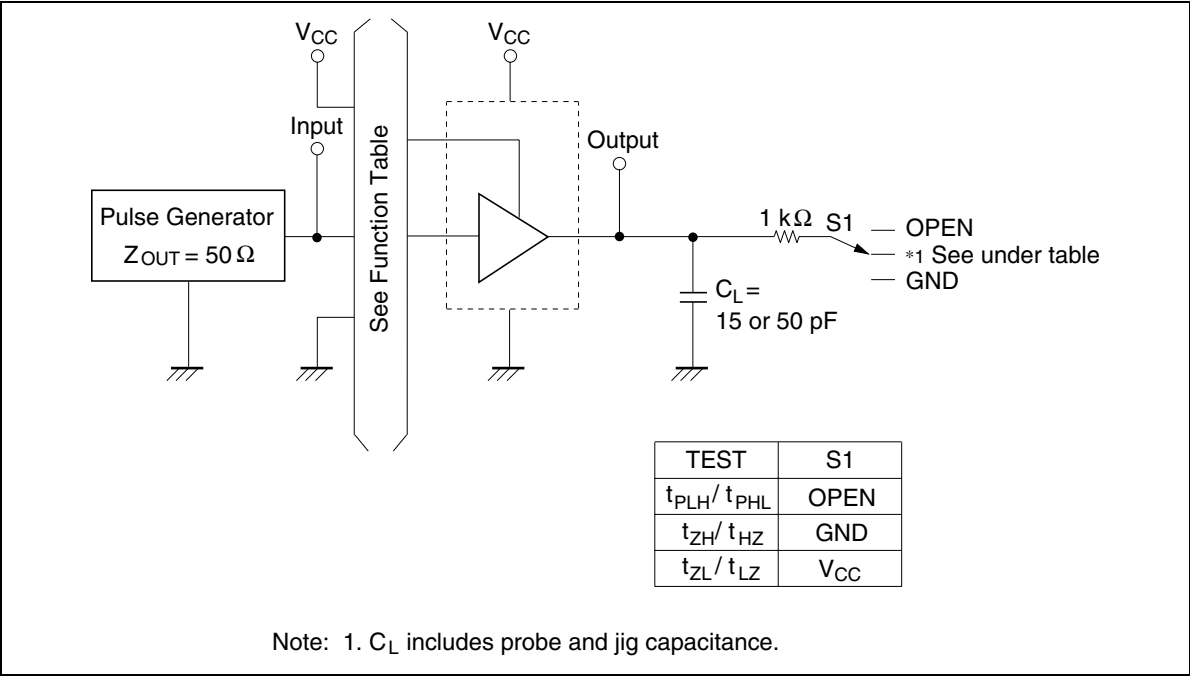 VCC
VCC
Input
Output
See Function Table
Pulse Generator
ZOUT = 50 Ω
1 kΩ
S1
OPEN
*1 See under table
GND
CL =
15 or 50 pF
TEST S1
tPLH / tPHL OPEN
tZH / tHZ GND
tZL / tLZ VCC
Note: 1. CL includes probe and jig capacitance.